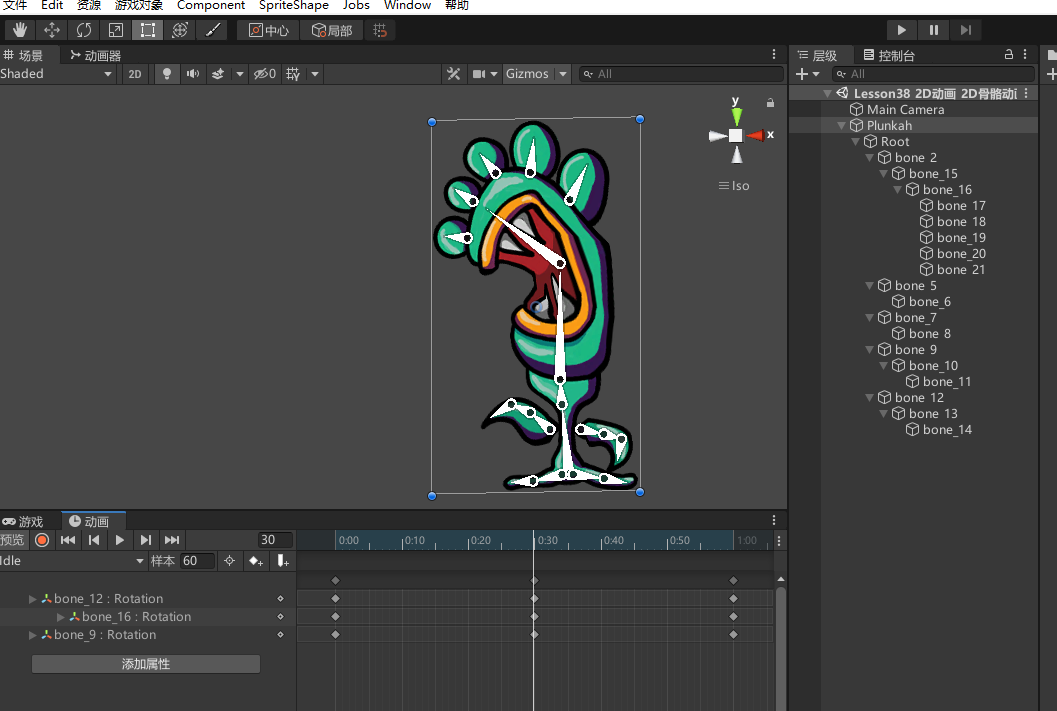 文件 Edit 资源 游戏对象 Component SpriteShape Jobs Window 帮助
中心 局部
场景 动画器
Shaded 2D 0 Gizmos All
y
x
Iso
层级 控制台
All
Lesson38 2D动画 2D骨骼动画
Main Camera
Plunkah
Root
bone 2
bone_15
bone_16
bone 17
bone 18
bone_19
bone_20
bone 21
bone 5
bone_6
bone_7
bone 8
bone 9
bone_10
bone_11
bone 12
bone 13
bone_14
游戏 动画
预览 30
0:00 0:10 0:20 0:30 0:40 0:50 1:00
Idle 样本 60
bone_12 : Rotation
bone_16 : Rotation
bone_9 : Rotation
添加属性